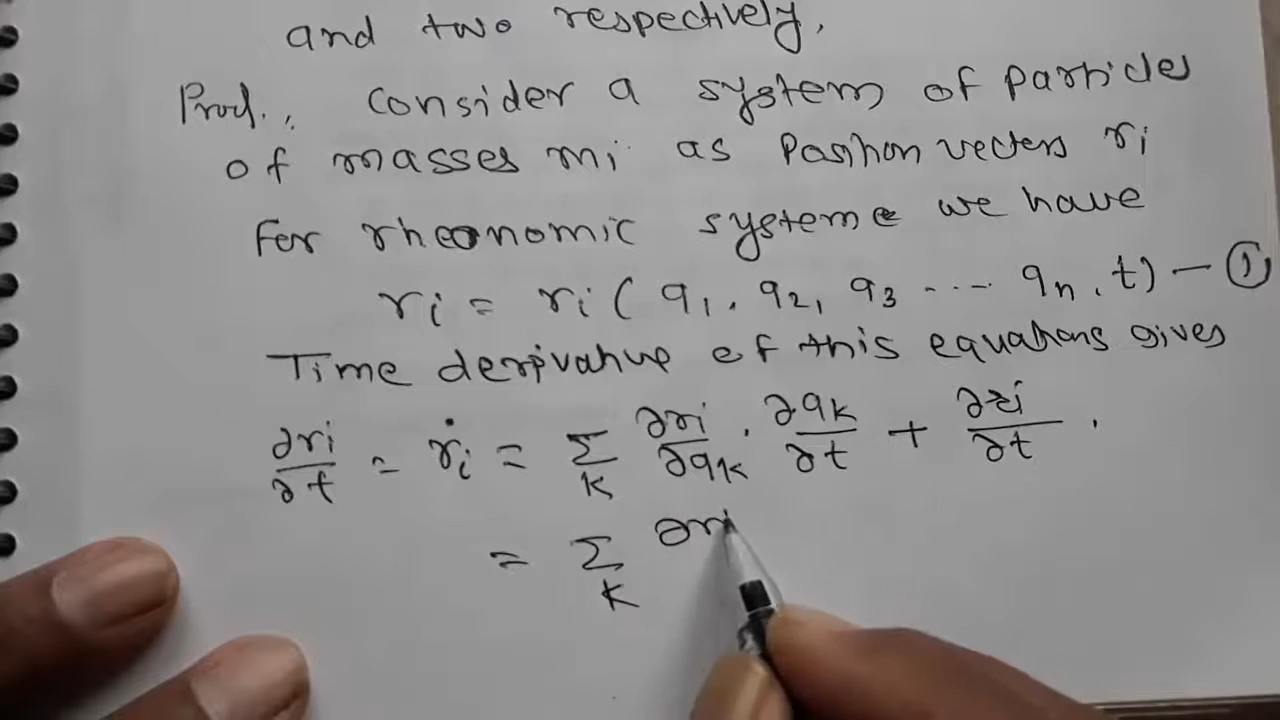 and two respectively.
Proof., consider a system of particles
of masses mi as Position vectors ri
For rheonomic systeme we have
ri = ri ( q1, q2, q3 ---- qn, t) — ①
Time derivative of this equations gives
∂ri/∂t = ṙi = Σk ∂ri/∂qk · ∂qk/∂t + ∂ri/∂t .
= Σk ∂ri